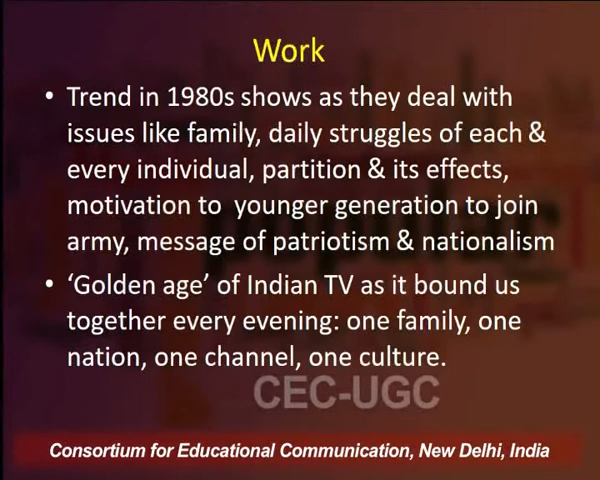 Work
• Trend in 1980s shows as they deal with
issues like family, daily struggles of each &
every individual, partition & its effects,
motivation to younger generation to join
army, message of patriotism & nationalism
• ‘Golden age’ of Indian TV as it bound us
together every evening: one family, one
nation, one channel, one culture.
CEC-UGC
Consortium for Educational Communication, New Delhi, India